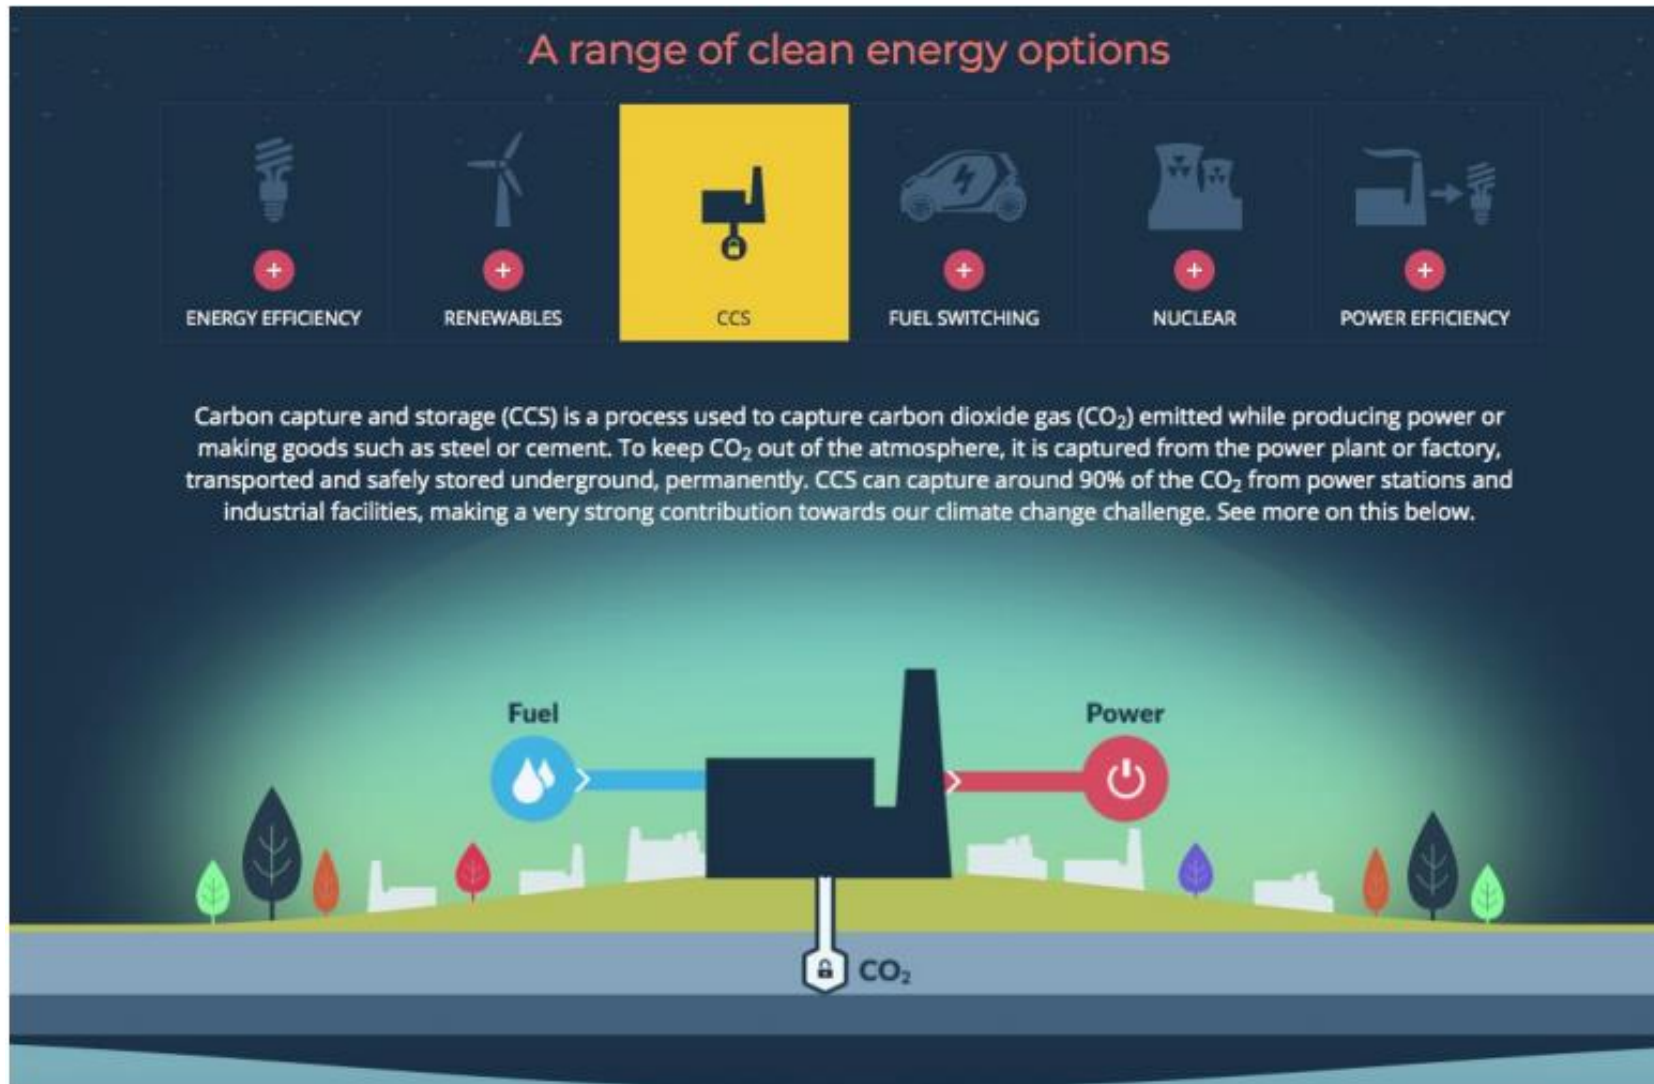 A range of clean energy options
ENERGY EFFICIENCY
RENEWABLES
CCS
FUEL SWITCHING
NUCLEAR
POWER EFFICIENCY
Carbon capture and storage (CCS) is a process used to capture carbon dioxide gas (CO₂) emitted while producing power or
making goods such as steel or cement. To keep CO₂ out of the atmosphere, it is captured from the power plant or factory,
transported and safely stored underground, permanently. CCS can capture around 90% of the CO₂ from power stations and
industrial facilities, making a very strong contribution towards our climate change challenge. See more on this below.
Fuel
Power
CO₂